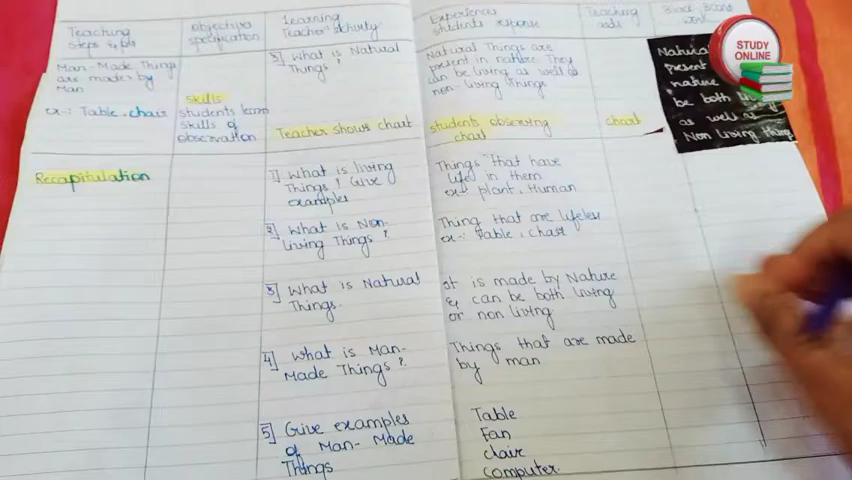 Teaching
Steps & pts
Objective
specification
Learning
Teacher activity
Experiences
students response
Teaching
aids
Black-Board
work
Man-Made Things
are made by
Man
ex-: Table, chair
Skills
students learn
skills of
observation
3] What is Natural
Things?
Teacher shows chart
Natural Things are
present in nature. They
can be living as well as
non-living Things
students observing
chart
chart
Natural
present
nature
be both
as well as
Non living thing
STUDY
ONLINE
Recapitulation
1] What is living
Things? Give
examples
Things that have
life in them
ex- plant, Human
2] What is Non-
living Things?
Thing that are lifeless
ex-: Table, chair
3] What is Natural
Things.
It is made by Nature
& can be both living
or non living
4] What is Man-
Made Things?
Things that are made
by man
5] Give examples
of Man-Made
Things
Table
Fan
chair
computer.